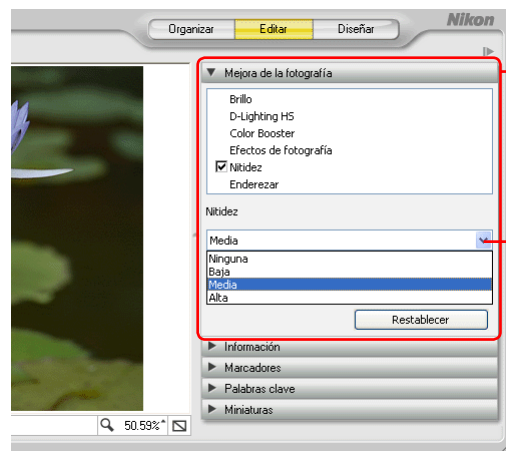 Nikon
Organizar Editar Diseñar
Mejora de la fotografía
Brillo
D-Lighting HS
Color Booster
Efectos de fotografía
Nitidez
Enderezar
Nitidez
Media
Ninguna
Baja
Media
Alta
Restablecer
Información
Marcadores
Palabras clave
Miniaturas
50.59%